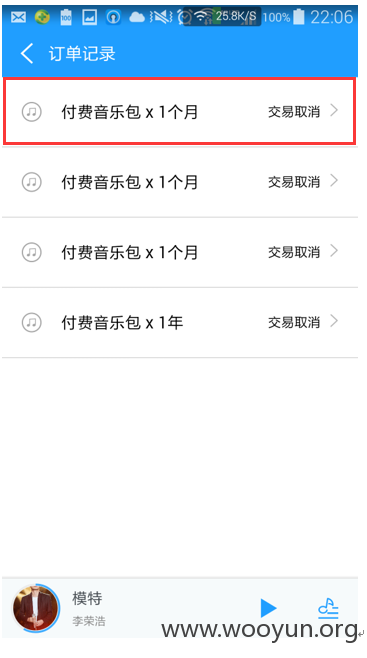 25.8K/S 100% 22:06
订单记录
付费音乐包 x 1个月 交易取消
付费音乐包 x 1个月 交易取消
付费音乐包 x 1个月 交易取消
付费音乐包 x 1年 交易取消
模特
李荣浩
www.wooyun.org